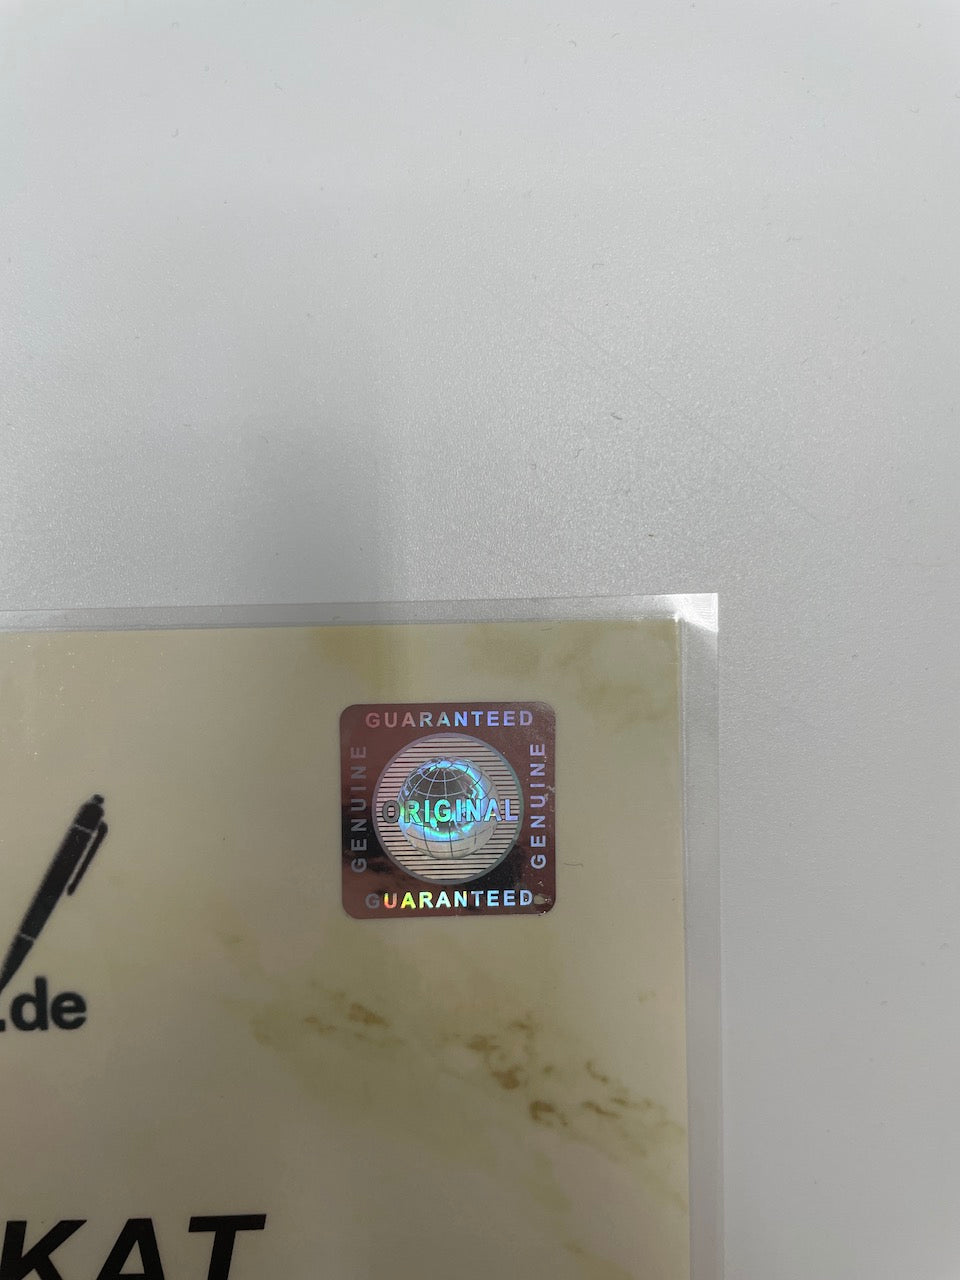 GUARANTEED
GENUINE
ORIGINAL
GENUINE
GUARANTEED
.de
KAT